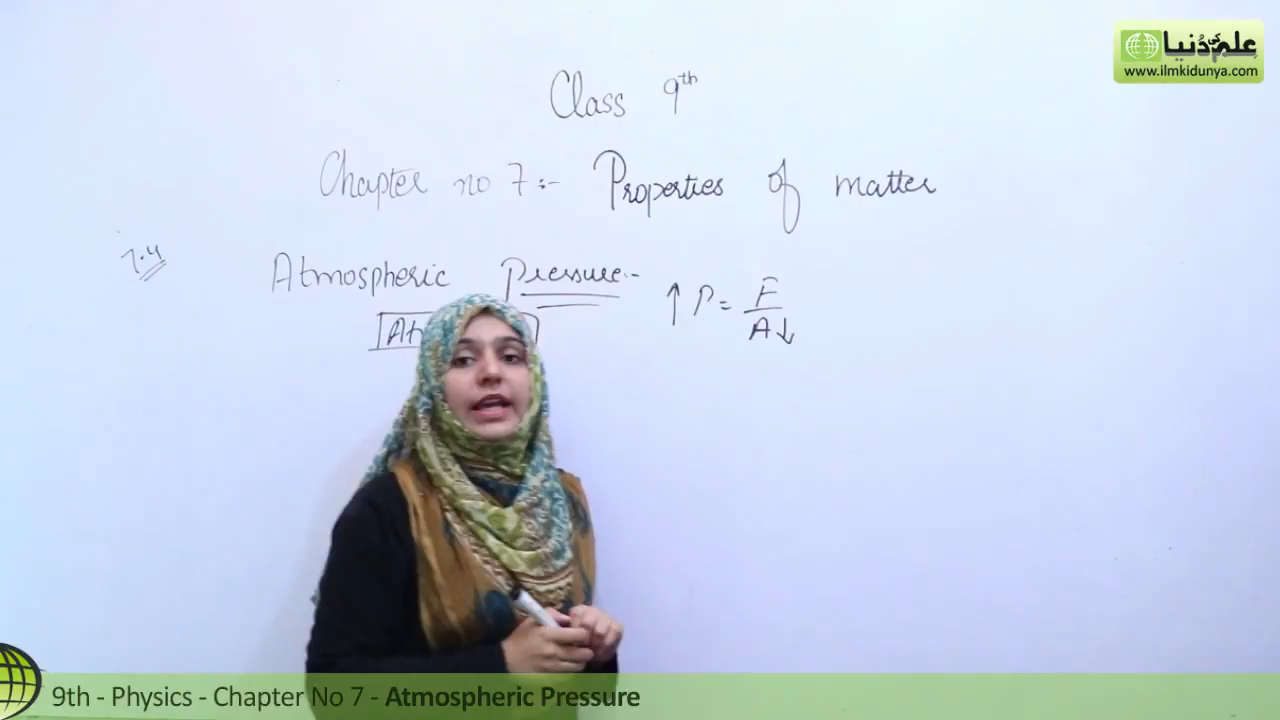 علم کی دُنیا
www.ilmkidunya.com
Class 9th
Chapter no 7:- Properties of matter
7.4 Atmospheric Pressure:-
↑ P = F/A↓
9th - Physics - Chapter No 7 - Atmospheric Pressure